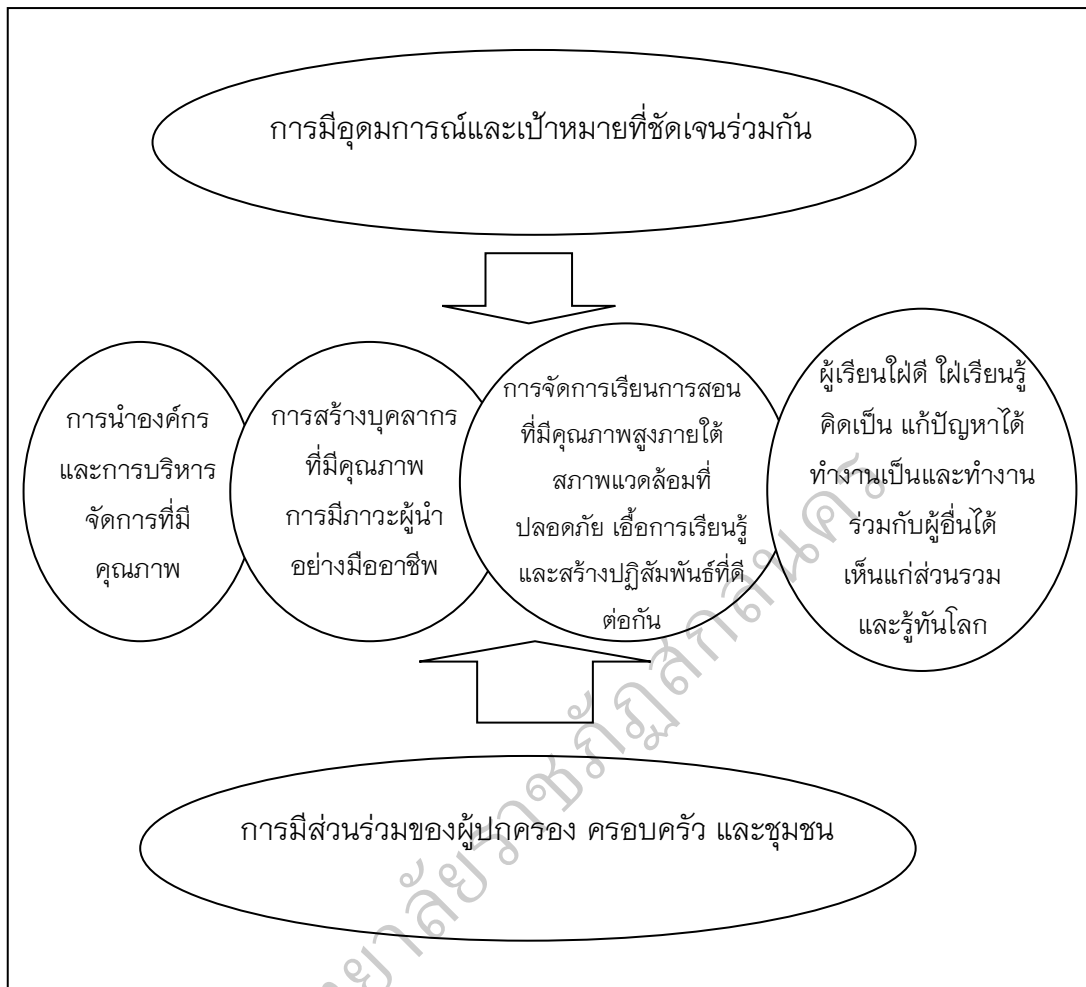 การมีอุดมการณ์และเป้าหมายที่ชัดเจนร่วมกัน
การนำองค์กร
และการบริหาร
จัดการที่มี
คุณภาพ
การสร้างบุคลากร
ที่มีคุณภาพ
การมีภาวะผู้นำ
อย่างมืออาชีพ
การจัดการเรียนการสอน
ที่มีคุณภาพสูงภายใต้
สภาพแวดล้อมที่
ปลอดภัย เอื้อการเรียนรู้
และสร้างปฏิสัมพันธ์ที่ดี
ต่อกัน
ผู้เรียนใฝ่ดี ใฝ่เรียนรู้
คิดเป็น แก้ปัญหาได้
ทำงานเป็นและทำงาน
ร่วมกับผู้อื่นได้
เห็นแก่ส่วนรวม
และรู้ทันโลก
การมีส่วนร่วมของผู้ปกครอง ครอบครัว และชุมชน
ยาลัยราชภัฏสกลนคร